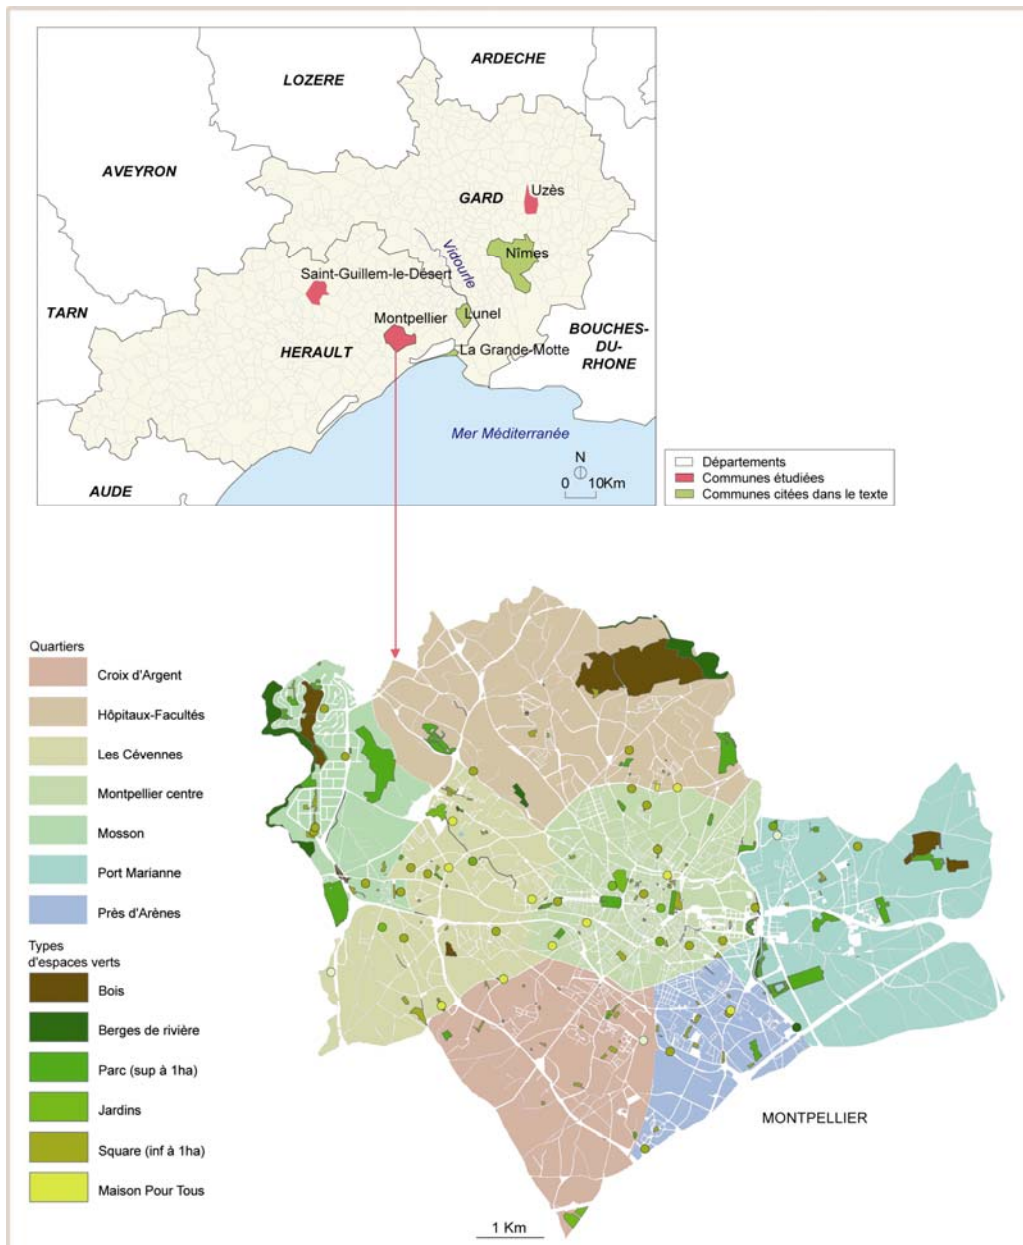 ARDECHE
LOZERE
AVEYRON
GARD
Uzès
Vidourle
Nîmes
Saint-Guillem-le-Désert
TARN
Montpellier
Lunel
HERAULT
La Grande-Motte
BOUCHES-
DU-
RHONE
Mer Méditerranée
AUDE
N
0 10Km
Départements
Communes étudiées
Communes citées dans le texte
Quartiers
Croix d'Argent
Hôpitaux-Facultés
Les Cévennes
Montpellier centre
Mosson
Port Marianne
Près d'Arènes
Types
d'espaces verts
Bois
Berges de rivière
Parc (sup à 1ha)
Jardins
Square (inf à 1ha)
Maison Pour Tous
MONTPELLIER
1 Km